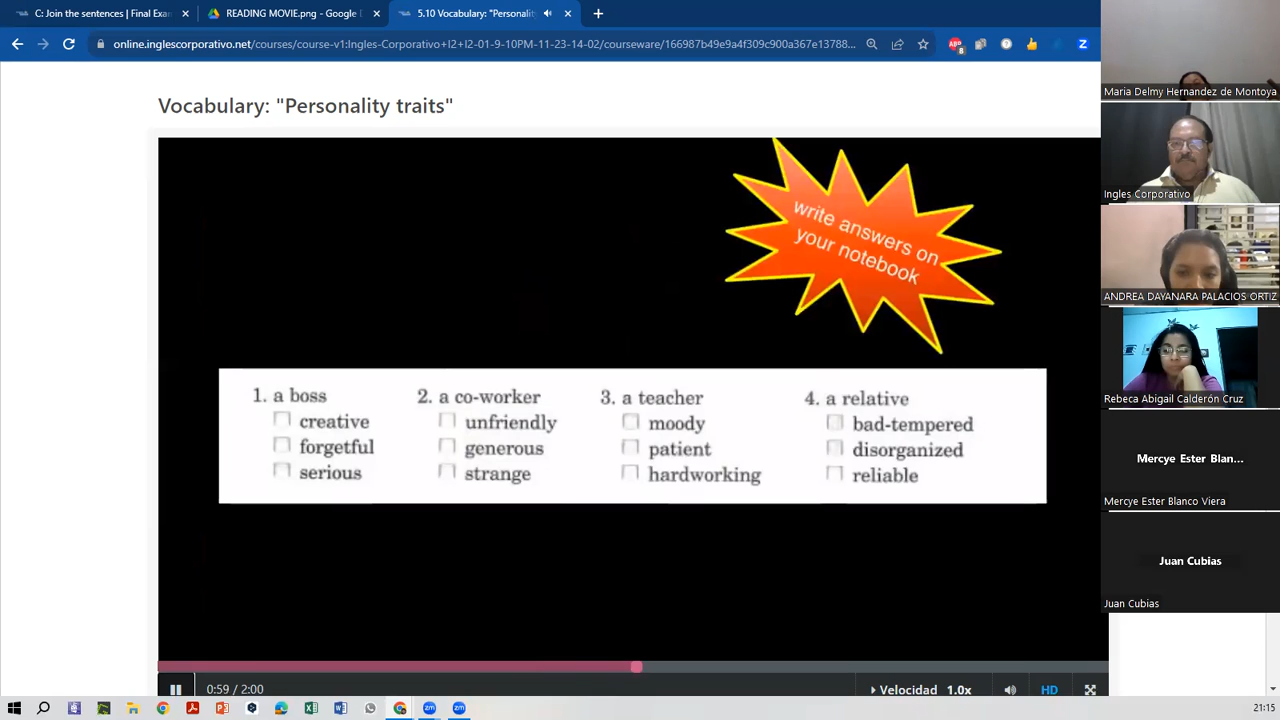 C: Join the sentences | Final Exam
READING MOVIE.png - Google
5.10 Vocabulary: "Personality
online.inglescorporativo.net/courses/course-v1:Ingles-Corporativo+I2+I2-01-9-10PM-11-23-14-02/courseware/166987b49e9a4f309c900a367e13788...
Vocabulary: "Personality traits"
write answers on
your notebook
1. a boss
creative
forgetful
serious
2. a co-worker
unfriendly
generous
strange
3. a teacher
moody
patient
hardworking
4. a relative
bad-tempered
disorganized
reliable
0:59 / 2:00
Velocidad 1.0x
HD
Maria Delmy Hernandez de Montoya
Ingles Corporativo
ANDREA DAYANARA PALACIOS ORTIZ
Rebeca Abigail Calderón Cruz
Mercye Ester Blan...
Mercye Ester Blanco Viera
Juan Cubias
Juan Cubias
21:15